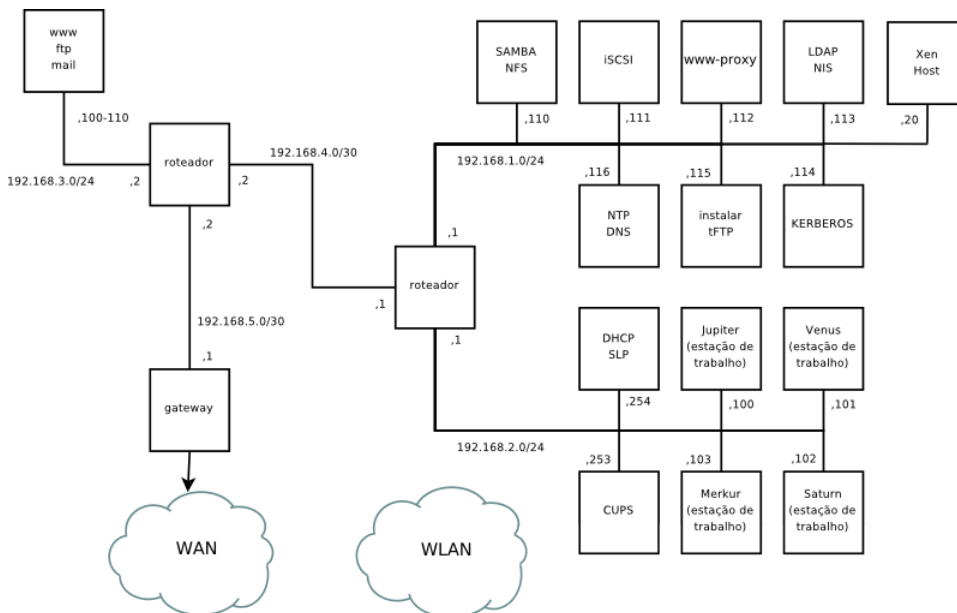 www
ftp
mail
,100-110
192.168.3.0/24
,2
roteador
,2
192.168.4.0/30
,2
192.168.5.0/30
,1
gateway
WAN
WLAN
,1
roteador
,1
,1
192.168.1.0/24
SAMBA
NFS
,110
iSCSI
,111
www-proxy
,112
LDAP
NIS
,113
Xen
Host
,20
,116
NTP
DNS
,115
instalar
tFTP
,114
KERBEROS
192.168.2.0/24
DHCP
SLP
,254
Jupiter
(estação de
trabalho)
,100
Venus
(estação de
trabalho)
,101
,253
CUPS
,103
Merkur
(estação de
trabalho)
,102
Saturn
(estação de
trabalho)